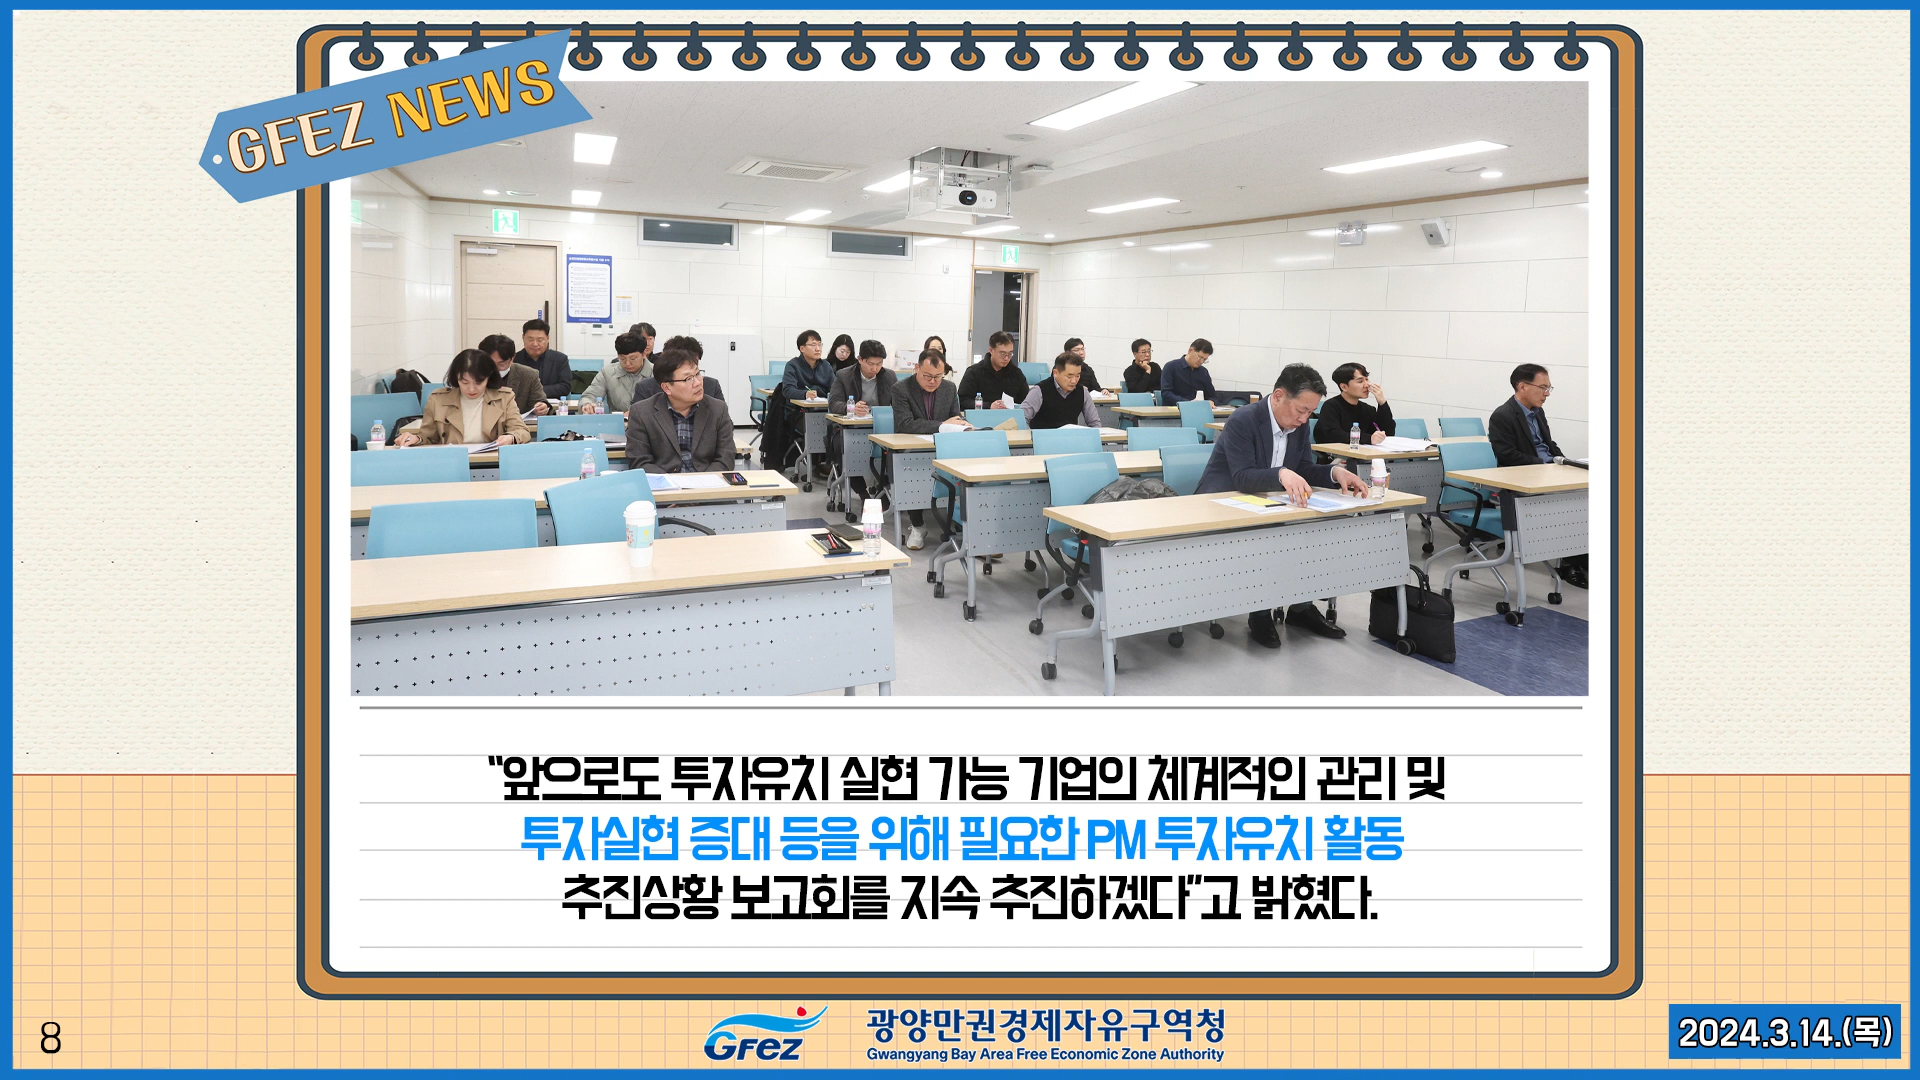 GFEZ NEWS
"앞으로도 투자유치 실현 가능 기업의 체계적인 관리 및
투자실현 증대 등을 위해 필요한 PM 투자유치 활동
추진상황 보고회를 지속 추진하겠다"고 밝혔다.
8
GFEZ
광양만권경제자유구역청
Gwangyang Bay Area Free Economic Zone Authority
2024.3.14.(목)